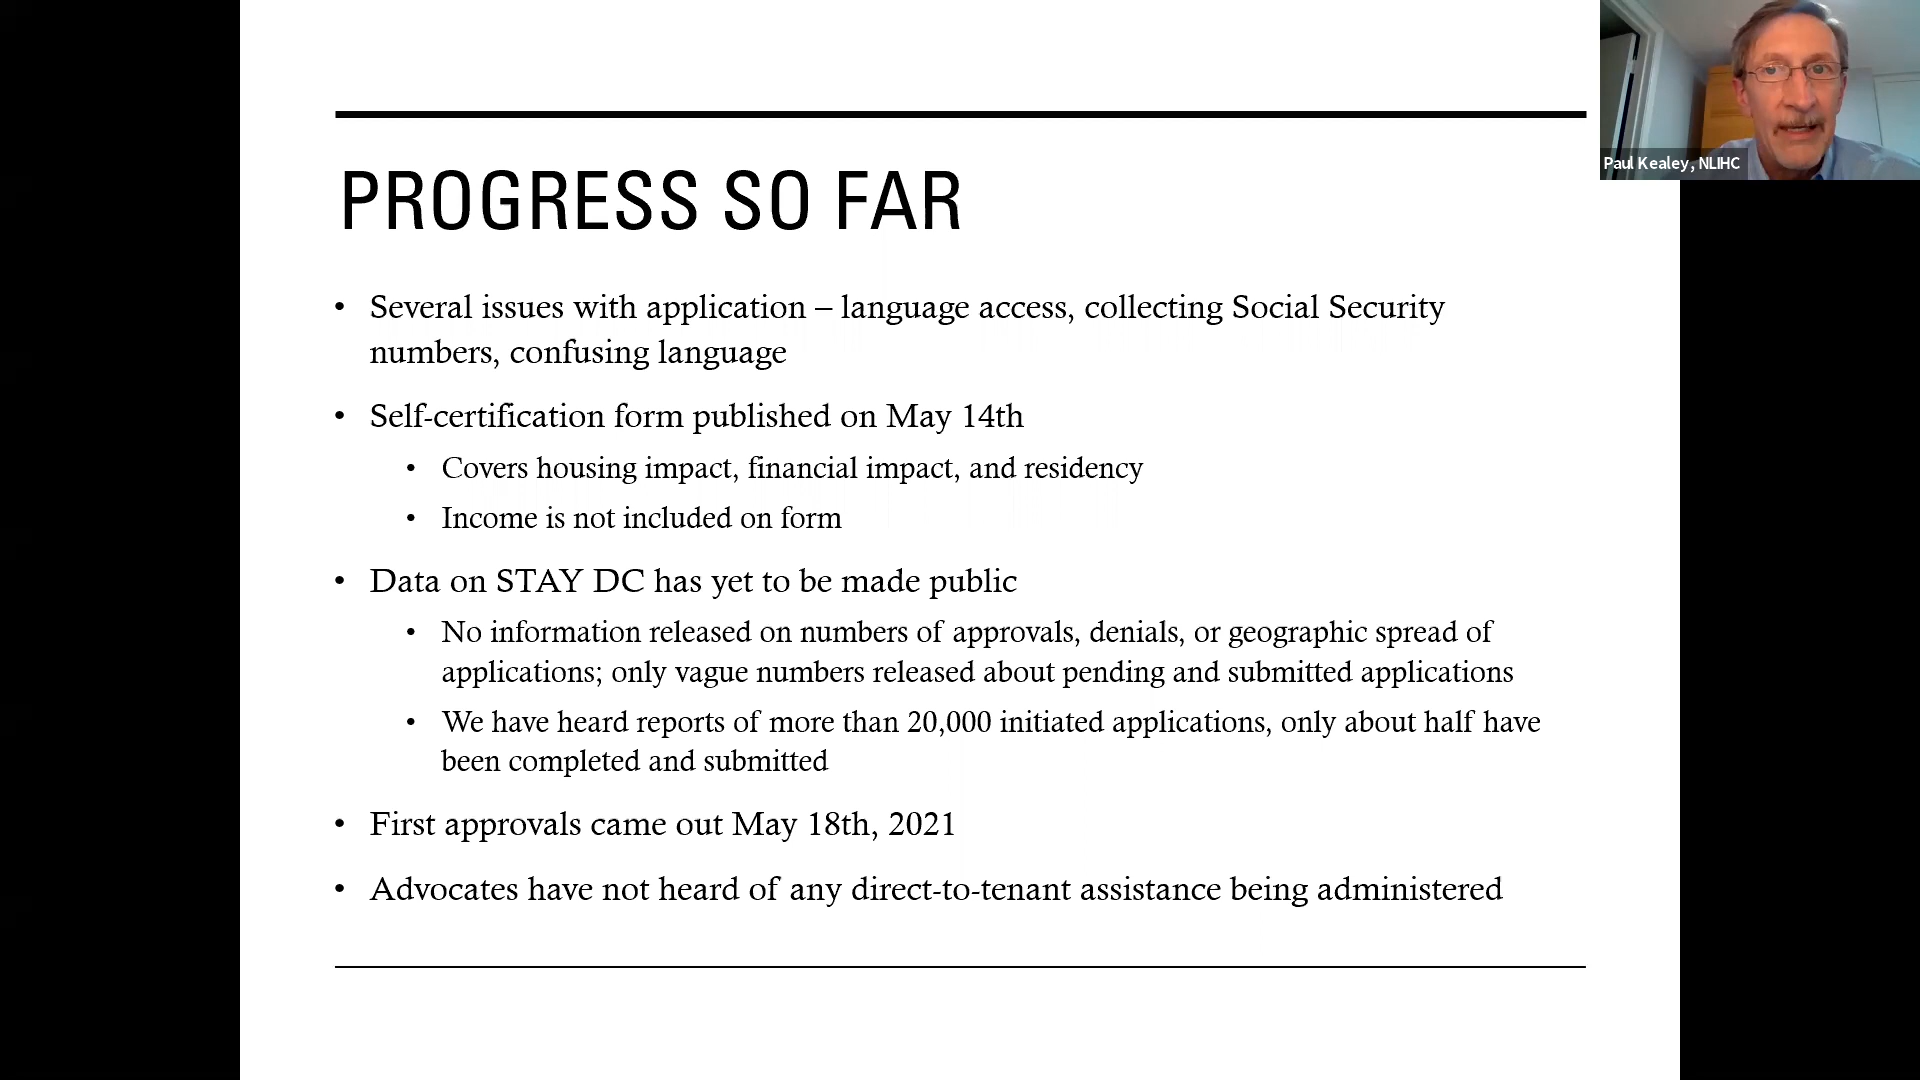 Paul Kealey, NLIHC
PROGRESS SO FAR
• Several issues with application – language access, collecting Social Security
numbers, confusing language
• Self-certification form published on May 14th
• Covers housing impact, financial impact, and residency
• Income is not included on form
• Data on STAY DC has yet to be made public
• No information released on numbers of approvals, denials, or geographic spread of
applications; only vague numbers released about pending and submitted applications
• We have heard reports of more than 20,000 initiated applications, only about half have
been completed and submitted
• First approvals came out May 18th, 2021
• Advocates have not heard of any direct-to-tenant assistance being administered